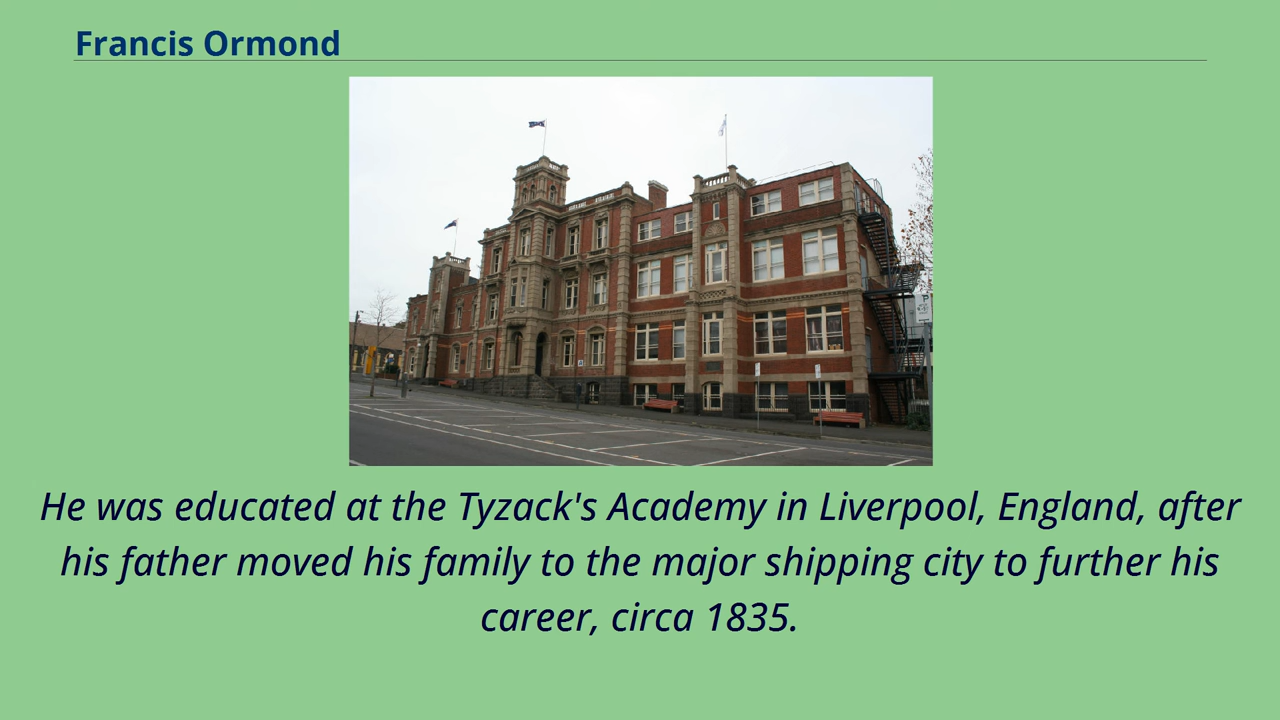 Francis Ormond
He was educated at the Tyzack's Academy in Liverpool, England, after
his father moved his family to the major shipping city to further his
career, circa 1835.